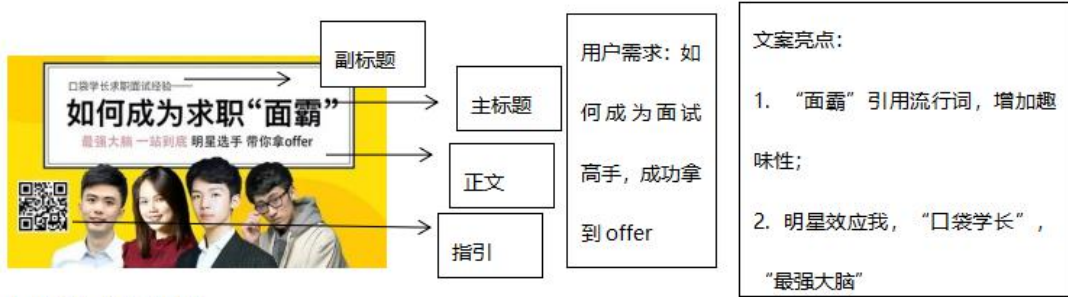 口袋学长求职面试经验——
如何成为求职“面霸”
最强大脑 一站到底 明星选手 带你拿offer
副标题
主标题
正文
指引
用户需求：如
何成为面试
高手，成功拿
到 offer
文案亮点：
1. “面霸”引用流行词，增加趣
味性；
2. 明星效应我，“口袋学长”，
“最强大脑”